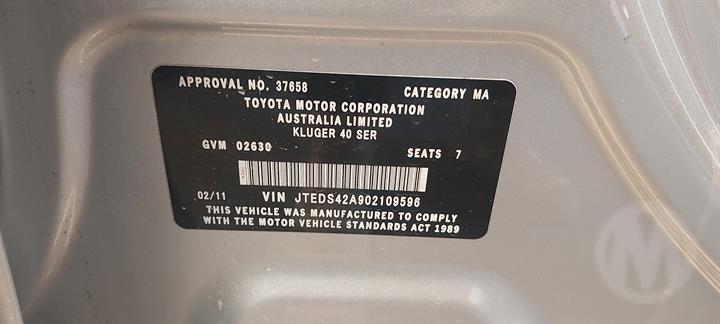 APPROVAL NO. 37658 CATEGORY MA
TOYOTA MOTOR CORPORATION
AUSTRALIA LIMITED
KLUGER 40 SER
GVM 02630 SEATS 7
02/11 VIN JTEDS42A902109596
THIS VEHICLE WAS MANUFACTURED TO COMPLY
WITH THE MOTOR VEHICLE STANDARDS ACT 1989
M